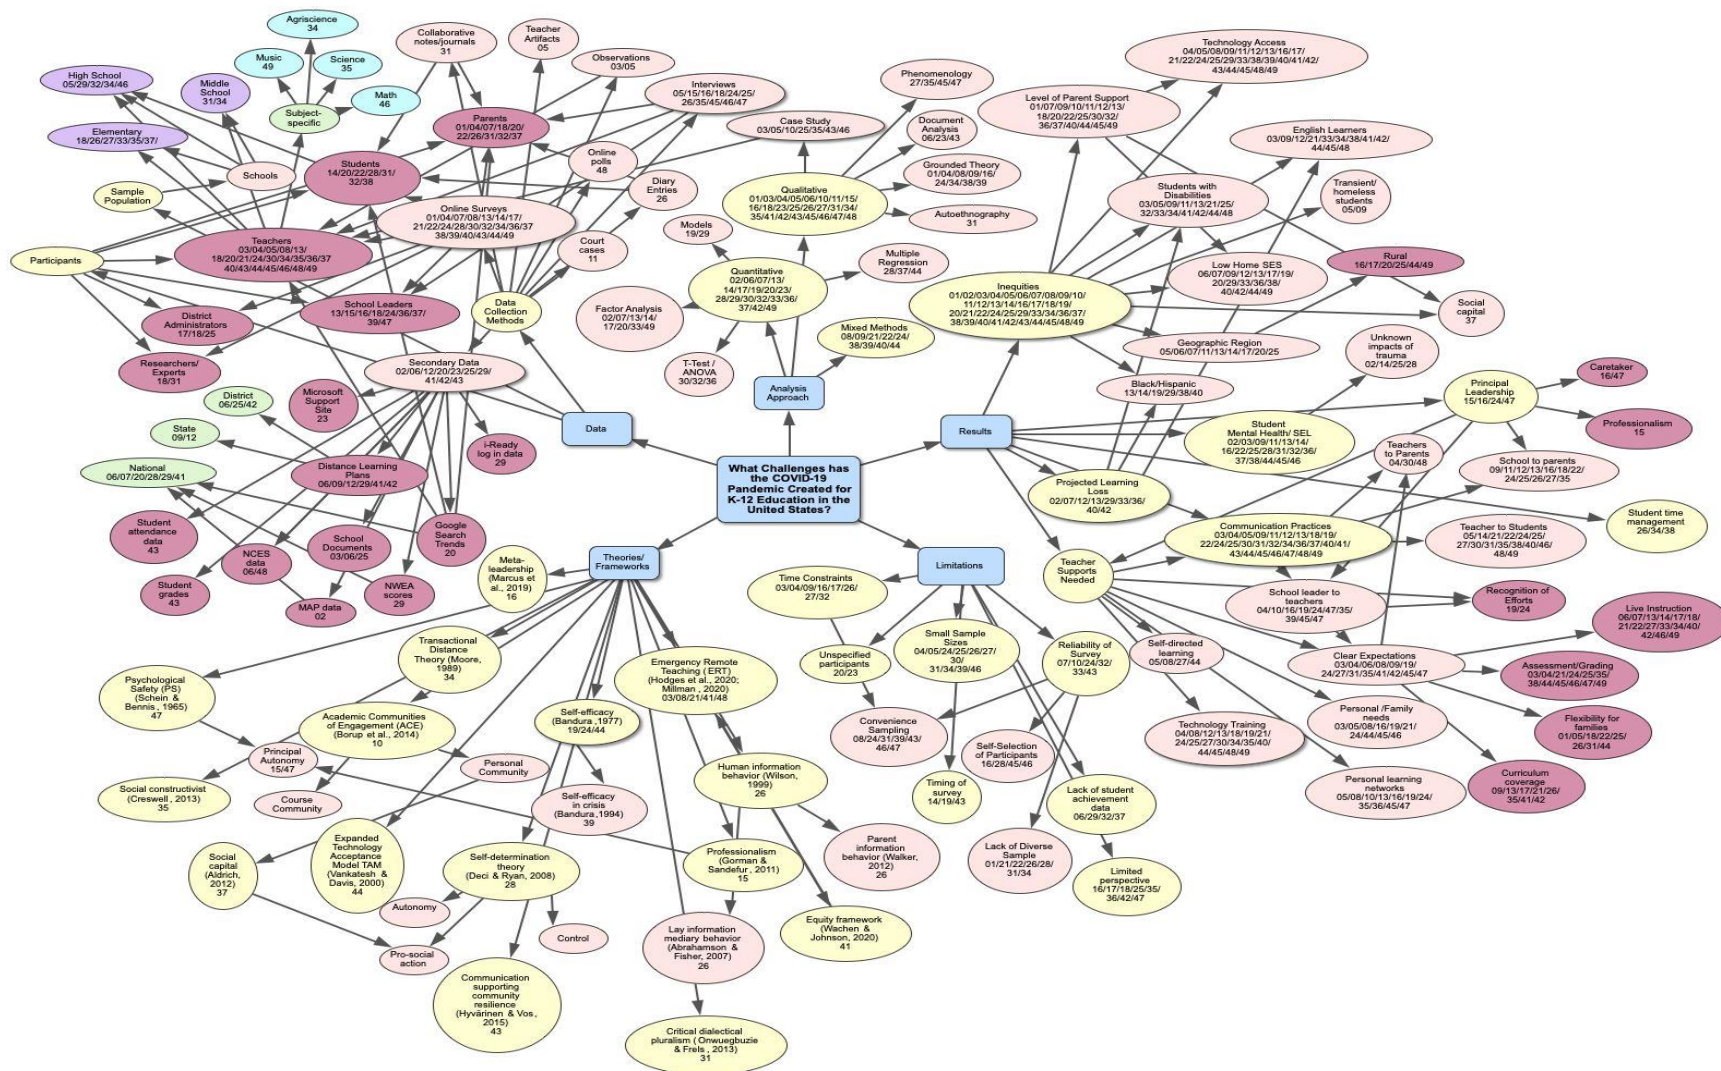 Agriscience
34
Music
49
Science
35
Math
46
Subject-
specific
High School
05/29/32/34/46
Middle
School
31/34
Elementary
18/26/27/33/35/37/
Schools
Sample
Population
Participants
Collaborative
notes/journals
31
Teacher
Artifacts
05
Observations
03/05
Interviews
05/15/16/18/24/25/
26/35/45/46/47
Parents
01/04/07/18/20/
22/26/31/32/37
Students
14/20/22/28/31/
32/38
Online
polls
48
Diary
Entries
26
Online Surveys
01/04/07/08/13/14/17/
21/22/24/28/30/32/34/36/37
38/39/40/43/44/49
Teachers
03/04/05/08/13/
18/20/21/24/30/34/35/36/37
40/43/44/45/46/48/49
Court
cases
11
Data
Collection
Methods
School Leaders
13/15/16/18/24/36/37/
39/47
District
Administrators
17/18/25
Researchers/
Experts
18/31
Secondary Data
02/06/12/20/23/25/29/
41/42/43
Microsoft
Support
Site
23
i-Ready
log in data
29
District
06/25/42
State
09/12
National
06/07/20/28/29/41
Distance Learning
Plans
06/09/12/29/41/42
Student
attendance
data
43
Student
grades
43
NCES
data
06/48
School
Documents
03/06/25
MAP data
02
NWEA
scores
29
Google
Search
Trends
20
Data
Case Study
03/05/10/25/35/43/46
Phenomenology
27/35/45/47
Document
Analysis
06/23/43
Grounded Theory
01/04/08/09/16/
24/34/38/39
Autoethnography
31
Qualitative
01/03/04/05/06/10/11/15/
16/18/23/25/26/27/31/34/
35/41/42/43/45/46/47/48
Models
19/29
Quantitative
02/06/07/13/
14/17/19/20/23/
28/29/30/32/33/36/
37/42/49
Multiple
Regression
28/37/44
Factor Analysis
02/07/13/14/
17/20/33/49
T-Test /
ANOVA
30/32/36
Mixed Methods
08/09/21/22/24/
38/39/40/44
Analysis
Approach
What Challenges has
the COVID-19
Pandemic Created for
K-12 Education in the
United States?
Results
Technology Access
04/05/08/09/11/12/13/16/17/
21/22/24/25/29/33/38/39/40/41/42/
43/44/45/48/49
Level of Parent Support
01/07/09/10/11/12/13/
18/20/22/25/30/32/
36/37/40/44/45/49
English Learners
03/09/12/21/33/34/38/41/42/
44/45/48
Students with
Disabilities
03/05/09/11/13/21/25/
32/33/34/41/42/44/48
Transient/
homeless
students
05/09
Inequities
01/02/03/04/05/06/07/08/09/10/
11/12/13/14/16/17/18/19/
20/21/22/24/25/29/33/34/36/37/
38/39/40/41/42/43/44/45/48/49
Low Home SES
06/07/09/12/13/17/19/
20/29/33/36/38/
40/42/44/49
Rural
16/17/20/25/44/49
Social
capital
37
Geographic Region
05/06/07/11/13/14/17/20/25
Black/Hispanic
13/14/19/29/38/40
Unknown
impacts of
trauma
02/14/25/28
Student
Mental Health/ SEL
02/03/09/11/13/14/
16/22/25/28/31/32/36/
37/38/44/45/46
Principal
Leadership
15/16/24/47
Caretaker
16/47
Professionalism
15
School to parents
09/11/12/13/16/18/22/
24/25/26/27/35
Teachers
to Parents
04/30/48
Projected Learning
Loss
02/07/12/13/29/33/36/
40/42
Student time
management
26/34/38
Communication Practices
03/04/05/09/11/12/13/18/19/
22/24/25/30/31/32/34/36/37/40/41/
43/44/45/46/47/48/49
Teacher to Students
05/14/21/22/24/25/
27/30/31/35/38/40/46/
48/49
Teacher
Supports
Needed
School leader to
teachers
04/10/16/19/24/47/35/
39/45/47
Recognition of
Efforts
19/24
Live Instruction
06/07/13/14/17/18/
21/22/27/33/34/40/
42/46/49
Self-directed
learning
05/08/27/44
Clear Expectations
03/04/06/08/09/19/
24/27/31/35/41/42/45/47
Assessment/Grading
03/04/21/24/25/35/
38/44/45/46/47/49
Flexibility for
families
01/05/18/22/25/
26/31/44
Curriculum
coverage
09/13/17/21/26/
35/41/42
Technology Training
04/08/12/13/18/19/21/
24/25/27/30/34/35/40/
44/45/48/49
Personal /Family
needs
03/05/08/16/19/21/
24/44/45/46
Personal learning
networks
05/08/10/13/16/19/24/
35/36/45/47
Theories/
Frameworks
Meta-
leadership
(Marcus et
al., 2019)
16
Transactional
Distance
Theory (Moore,
1989)
34
Psychological
Safety (PS)
(Schein &
Bennis, 1965)
47
Academic Communities
of Engagement (ACE)
(Borup et al., 2014)
10
Principal
Autonomy
15/47
Personal
Community
Course
Community
Social constructivist
(Creswell, 2013)
35
Social
capital
(Aldrich,
2012)
37
Expanded
Technology
Acceptance
Model TAM
(Vankatesh &
Davis, 2000)
44
Self-efficacy
(Bandura ,1977)
19/24/44
Self-efficacy
in crisis
(Bandura ,1994)
39
Self-determination
theory
(Deci & Ryan, 2008)
28
Autonomy
Pro-social
action
Control
Communication
supporting
community
resilience
(Hyvärinen & Vos,
2015)
43
Emergency Remote
Teaching ( ERT)
(Hodges et al., 2020;
Millman , 2020)
03/08/21/41/48
Human information
behavior (Wilson,
1999)
26
Professionalism
(Gorman &
Sandefur , 2011)
15
Parent
information
behavior (Walker,
2012)
26
Equity framework
(Wachen &
Johnson, 2020)
41
Lay information
mediary behavior
(Abrahamson &
Fisher, 2007)
26
Critical dialectical
pluralism ( Onwuegbuzie
& Frels , 2013)
31
Limitations
Time Constraints
03/04/09/16/17/26/
27/32
Unspecified
participants
20/23
Small Sample
Sizes
04/05/24/25/26/27/
30/
31/34/39/46
Reliability of
Survey
07/10/24/32/
33/43
Convenience
Sampling
08/24/31/39/43/
46/47
Self-Selection
of Participants
16/28/45/46
Timing of
survey
14/19/43
Lack of student
achievement
data
06/29/32/37
Lack of Diverse
Sample
01/21/22/26/28/
31/34
Limited
perspective
16/17/18/25/35/
36/42/47